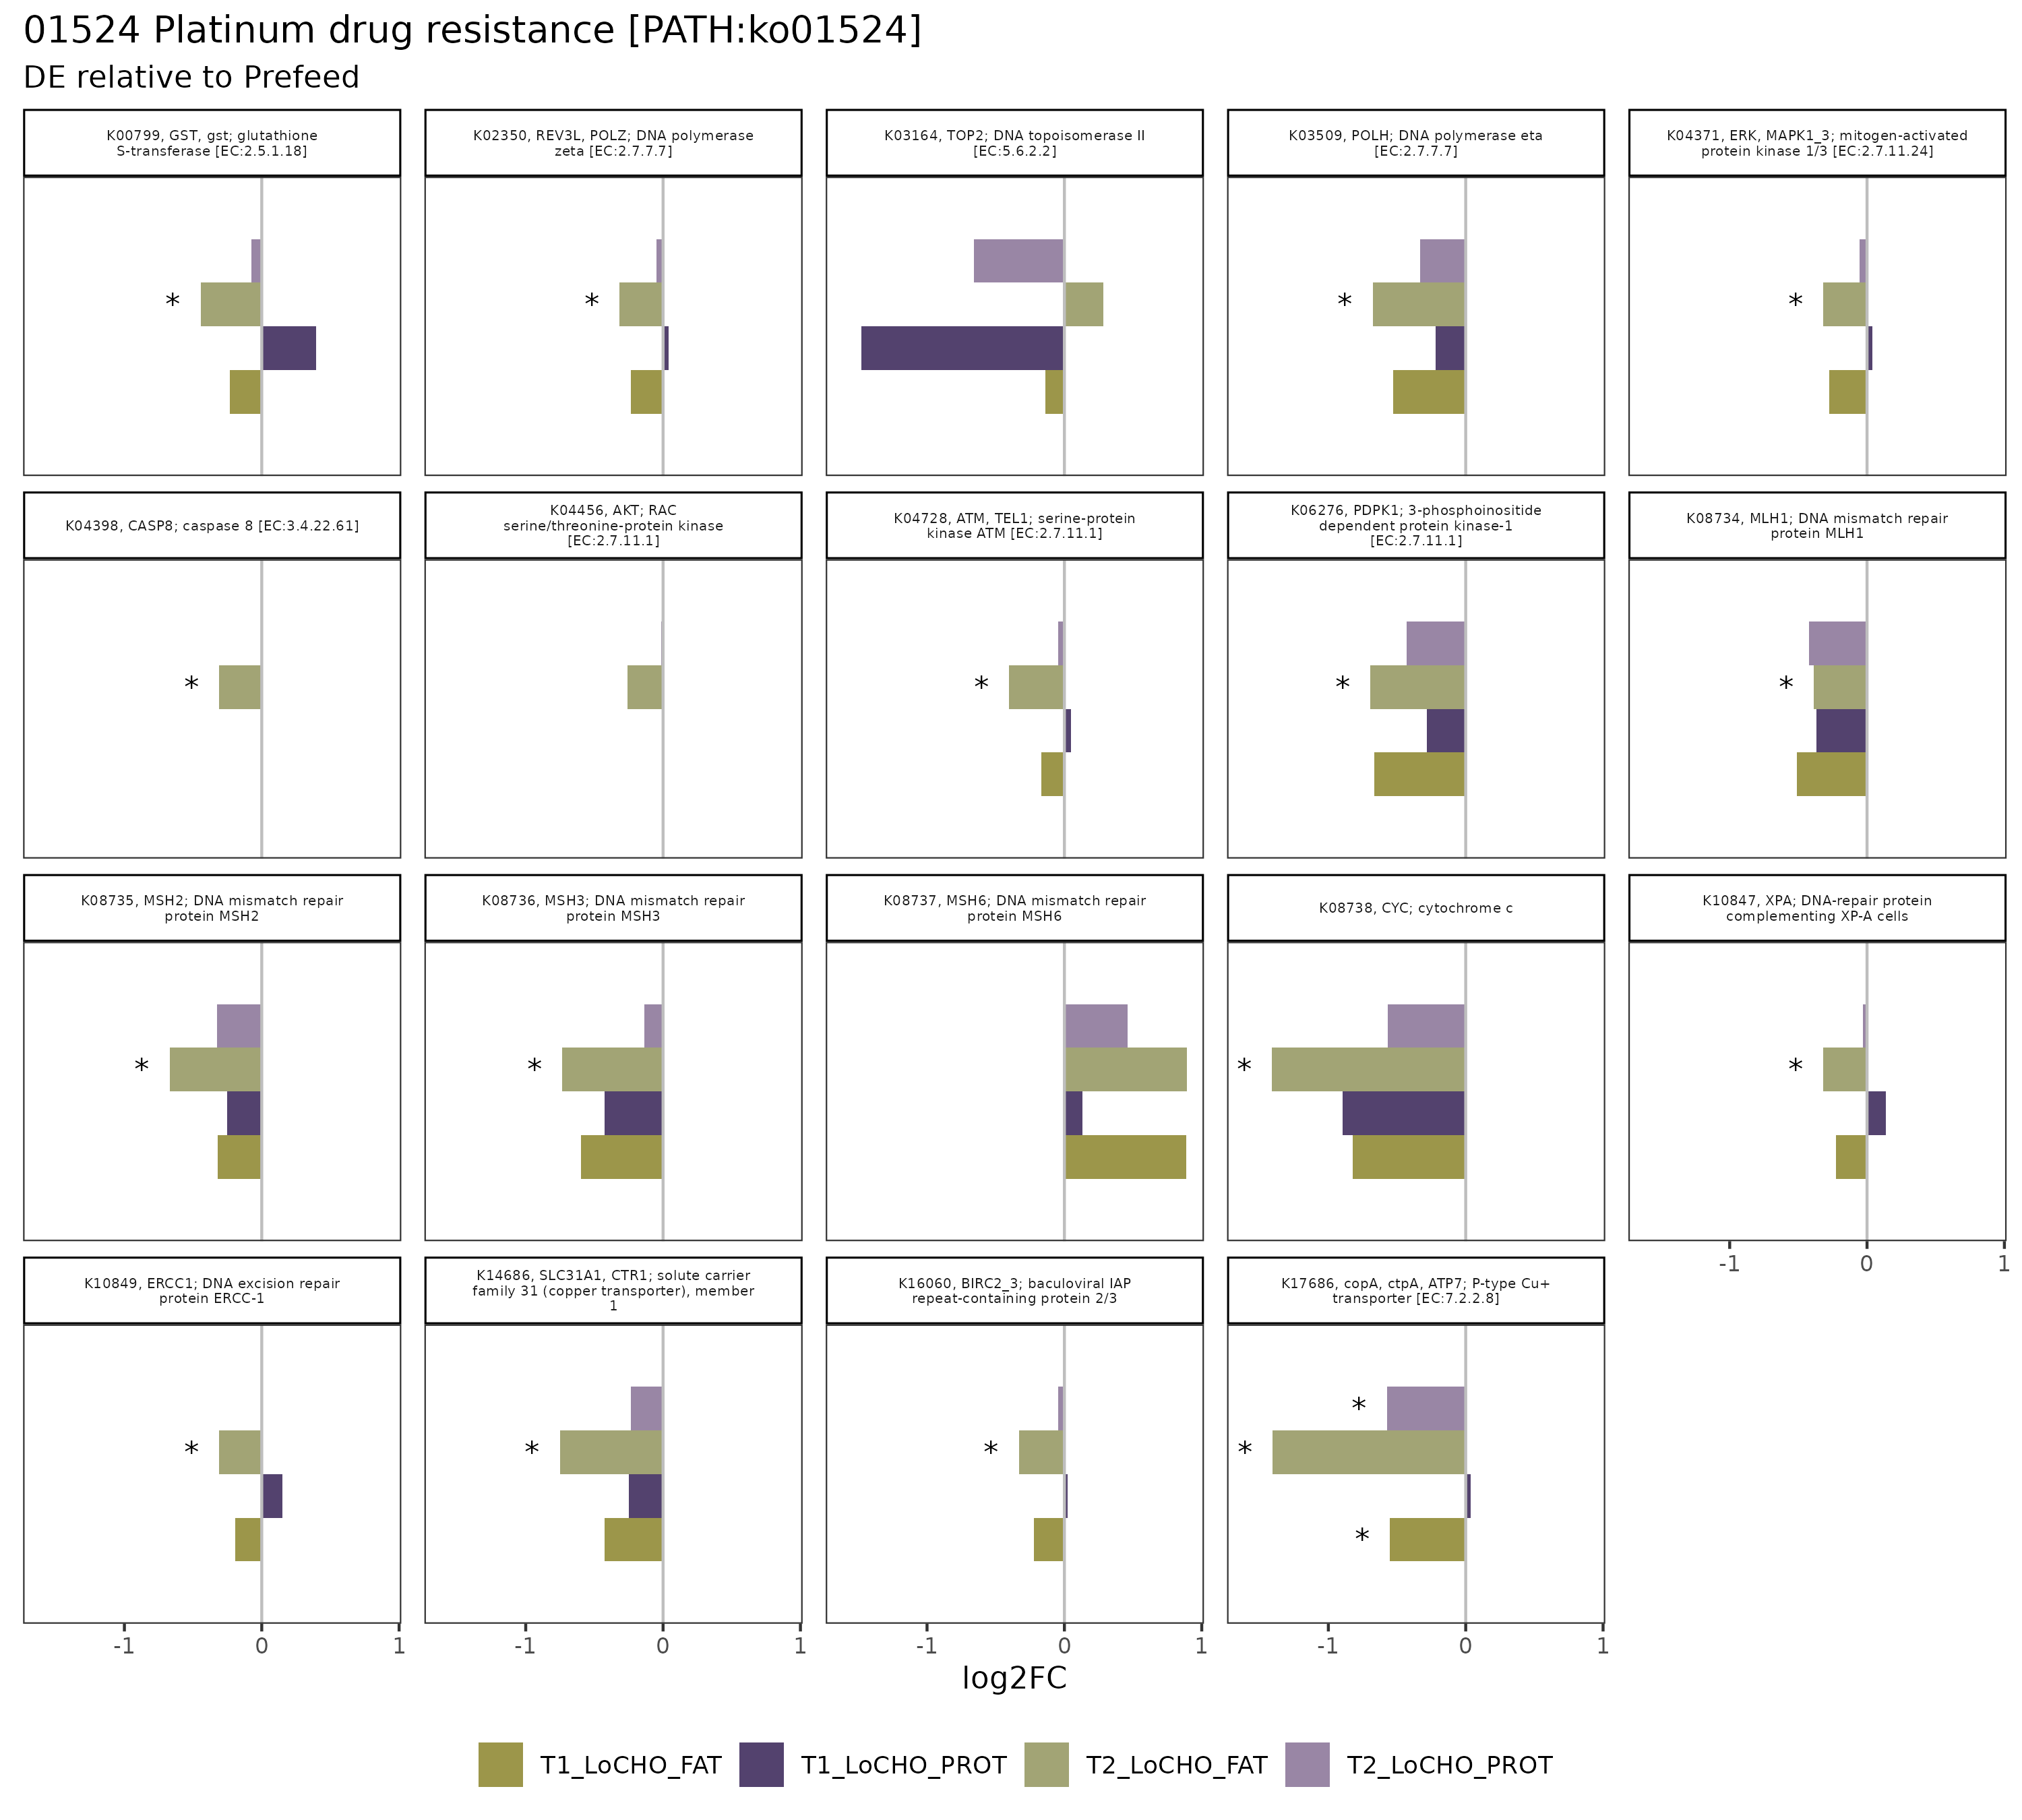 01524 Platinum drug resistance [PATH:ko01524]
DE relative to Prefeed
K00799, GST, gst; glutathione
S-transferase [EC:2.5.1.18]
K02350, REV3L, POLZ; DNA polymerase
zeta [EC:2.7.7.7]
K03164, TOP2; DNA topoisomerase II
[EC:5.6.2.2]
K03509, POLH; DNA polymerase eta
[EC:2.7.7.7]
K04371, ERK, MAPK1_3; mitogen-activated
protein kinase 1/3 [EC:2.7.11.24]
*
*
*
*
K04398, CASP8; caspase 8 [EC:3.4.22.61]
K04456, AKT; RAC
serine/threonine-protein kinase
[EC:2.7.11.1]
K04728, ATM, TEL1; serine-protein
kinase ATM [EC:2.7.11.1]
K06276, PDPK1; 3-phosphoinositide
dependent protein kinase-1
[EC:2.7.11.1]
K08734, MLH1; DNA mismatch repair
protein MLH1
*
*
*
*
K08735, MSH2; DNA mismatch repair
protein MSH2
K08736, MSH3; DNA mismatch repair
protein MSH3
K08737, MSH6; DNA mismatch repair
protein MSH6
K08738, CYC; cytochrome c
K10847, XPA; DNA-repair protein
complementing XP-A cells
*
*
*
*
-1 0 1
K10849, ERCC1; DNA excision repair
protein ERCC-1
K14686, SLC31A1, CTR1; solute carrier
family 31 (copper transporter), member
1
K16060, BIRC2_3; baculoviral IAP
repeat-containing protein 2/3
K17686, copA, ctpA, ATP7; P-type Cu+
transporter [EC:7.2.2.8]
*
*
*
*
*
*
-1 0 1
-1 0 1
-1 0 1
-1 0 1
log2FC
T1_LoCHO_FAT T1_LoCHO_PROT T2_LoCHO_FAT T2_LoCHO_PROT